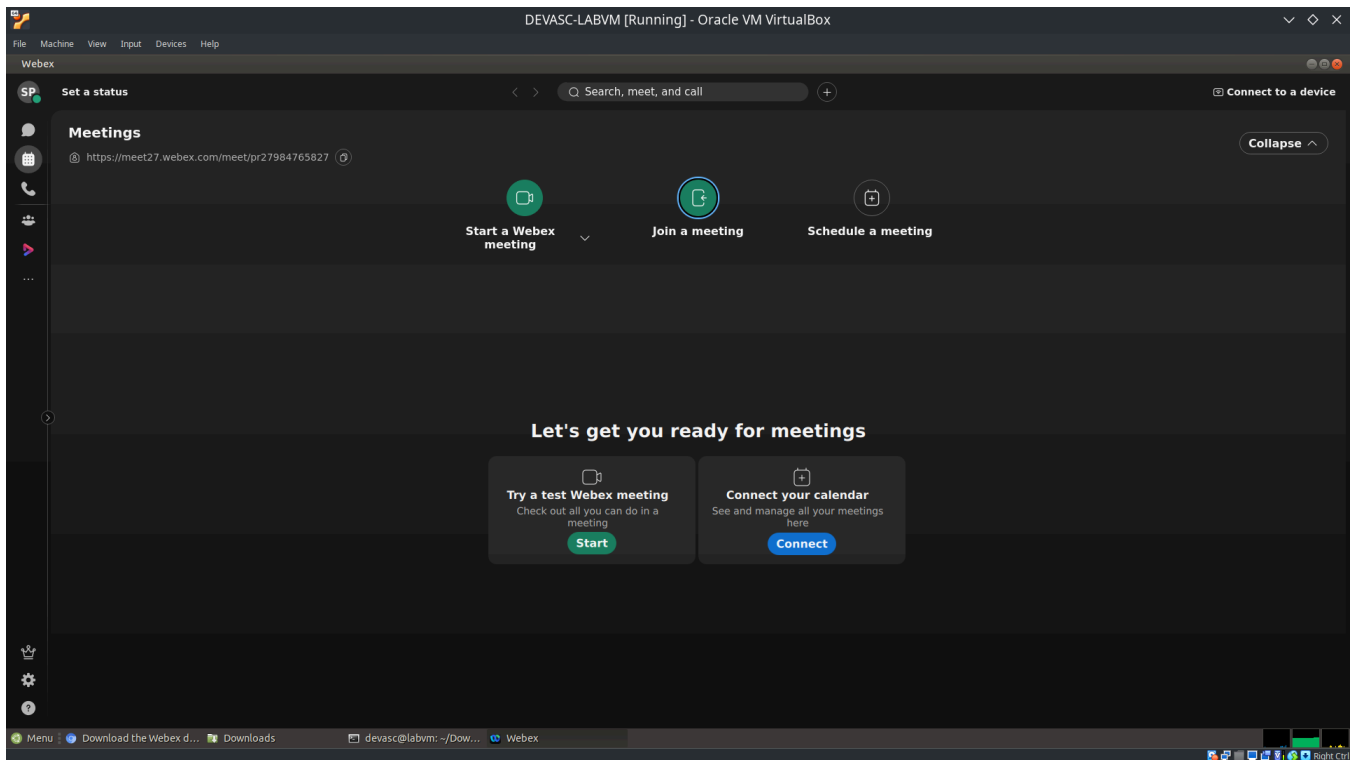 DEVASC-LABVM [Running] - Oracle VM VirtualBox
File Machine View Input Devices Help
Webex
SP Set a status
Search, meet, and call
Connect to a device
Meetings
Collapse
https://meet27.webex.com/meet/pr27984765827
Start a Webex
meeting
Join a meeting
Schedule a meeting
Let's get you ready for meetings
Try a test Webex meeting
Check out all you can do in a
meeting
Start
Connect your calendar
See and manage all your meetings
here
Connect
Menu Download the Webex d... Downloads devasc@labvm: ~/Dow... Webex
Right Ctrl